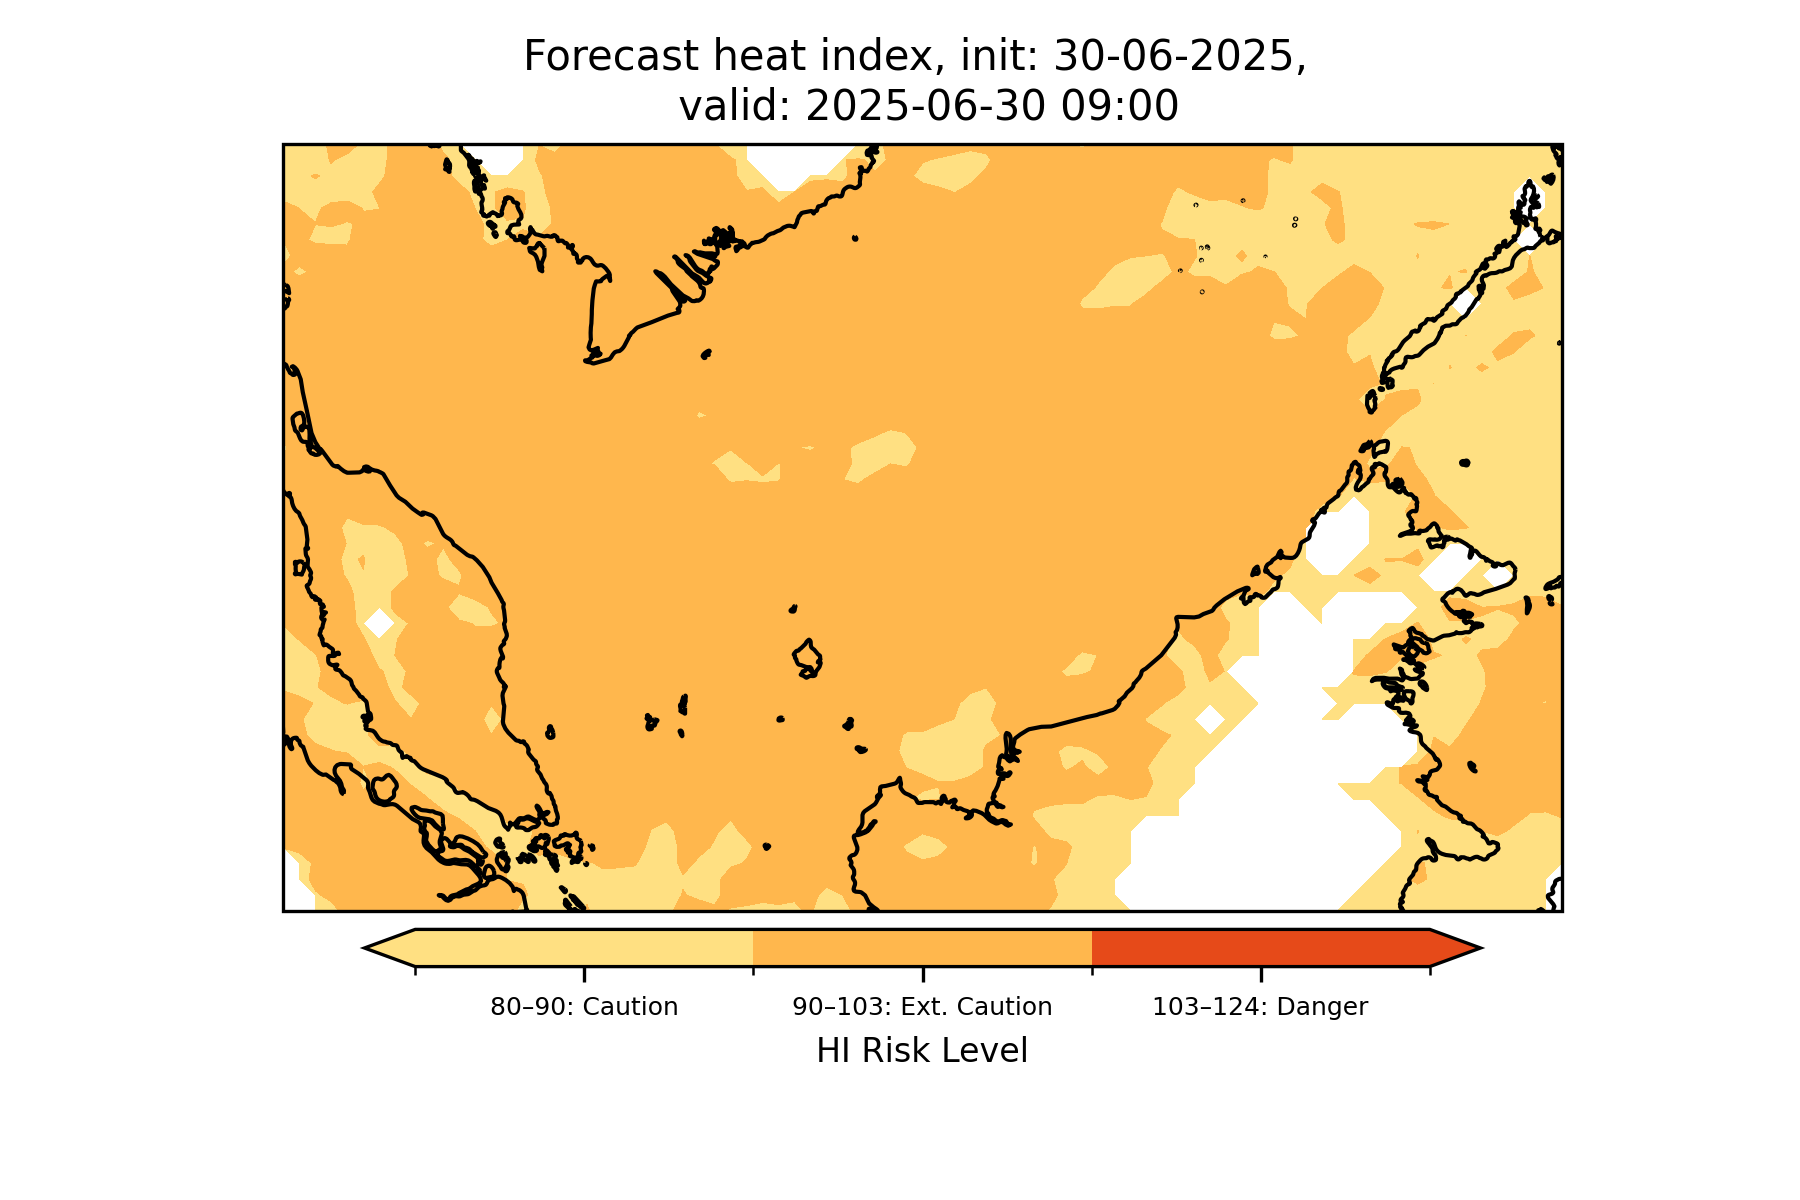 Forecast heat index, init: 30-06-2025,
valid: 2025-06-30 09:00
80–90: Caution
90–103: Ext. Caution
103–124: Danger
HI Risk Level